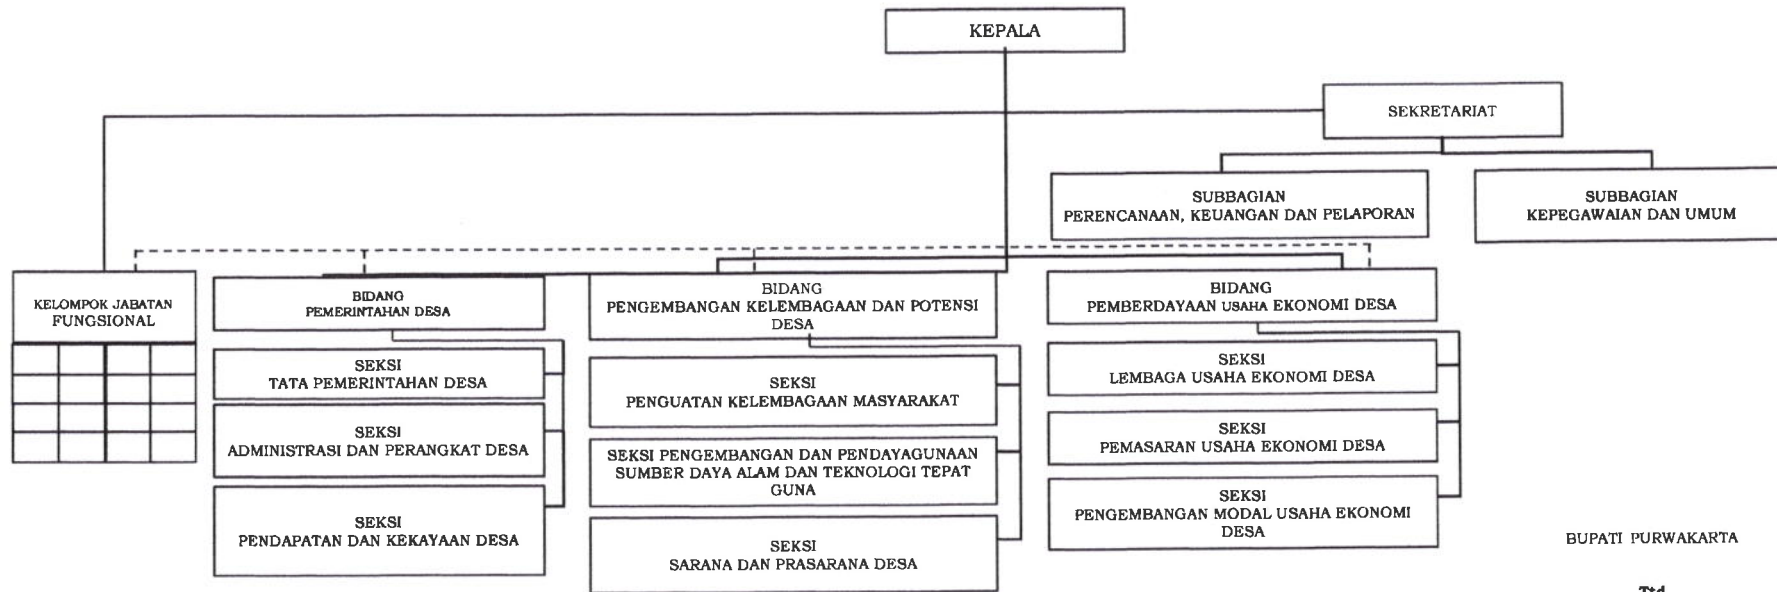 KEPALA
SEKRETARIAT
SUBBAGIAN
PERENCANAAN, KEUANGAN DAN PELAPORAN
SUBBAGIAN
KEPEGAWAIAN DAN UMUM
KELOMPOK JABATAN
FUNGSIONAL
BIDANG
PEMERINTAHAN DESA
SEKSI
TATA PEMERINTAHAN DESA
SEKSI
ADMINISTRASI DAN PERANGKAT DESA
SEKSI
PENDAPATAN DAN KEKAYAAN DESA
BIDANG
PENGEMBANGAN KELEMBAGAAN DAN POTENSI
DESA
SEKSI
PENGUATAN KELEMBAGAAN MASYARAKAT
SEKSI PENGEMBANGAN DAN PENDAYAGUNAAN
SUMBER DAYA ALAM DAN TEKNOLOGI TEPAT
GUNA
SEKSI
SARANA DAN PRASARANA DESA
BIDANG
PEMBERDAYAAN USAHA EKONOMI DESA
SEKSI
LEMBAGA USAHA EKONOMI DESA
SEKSI
PEMASARAN USAHA EKONOMI DESA
SEKSI
PENGEMBANGAN MODAL USAHA EKONOMI
DESA
BUPATI PURWAKARTA
Ttd